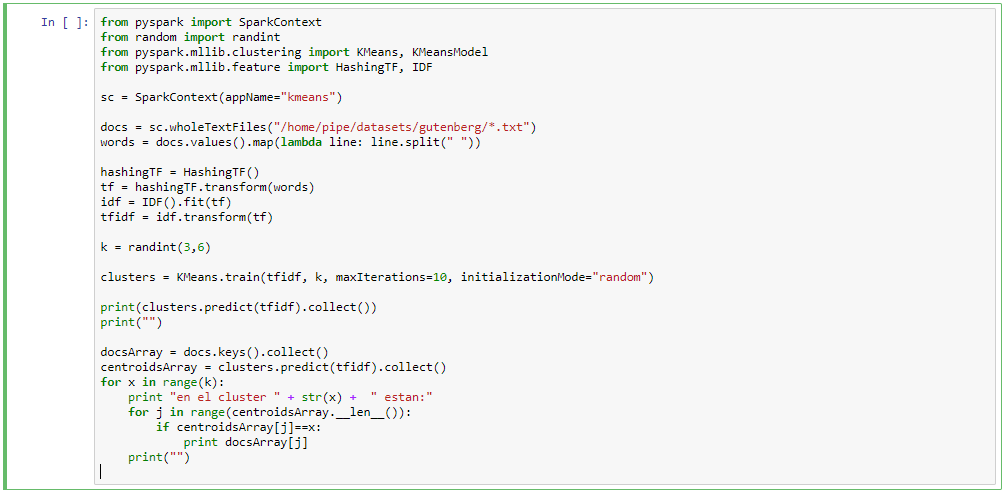 In [ ]: from pyspark import SparkContext
from random import randint
from pyspark.mllib.clustering import KMeans, KMeansModel
from pyspark.mllib.feature import HashingTF, IDF

sc = SparkContext(appName="kmeans")

docs = sc.wholeTextFiles("/home/pipe/datasets/gutenberg/*.txt")
words = docs.values().map(lambda line: line.split(" "))

hashingTF = HashingTF()
tf = hashingTF.transform(words)
idf = IDF().fit(tf)
tfidf = idf.transform(tf)

k = randint(3,6)

clusters = KMeans.train(tfidf, k, maxIterations=10, initializationMode="random")

print(clusters.predict(tfidf).collect())
print("")

docsArray = docs.keys().collect()
centroidsArray = clusters.predict(tfidf).collect()
for x in range(k):
    print "en el cluster " + str(x) +  " estan:"
    for j in range(centroidsArray.__len__()):
        if centroidsArray[j]==x:
            print docsArray[j]
    print("")